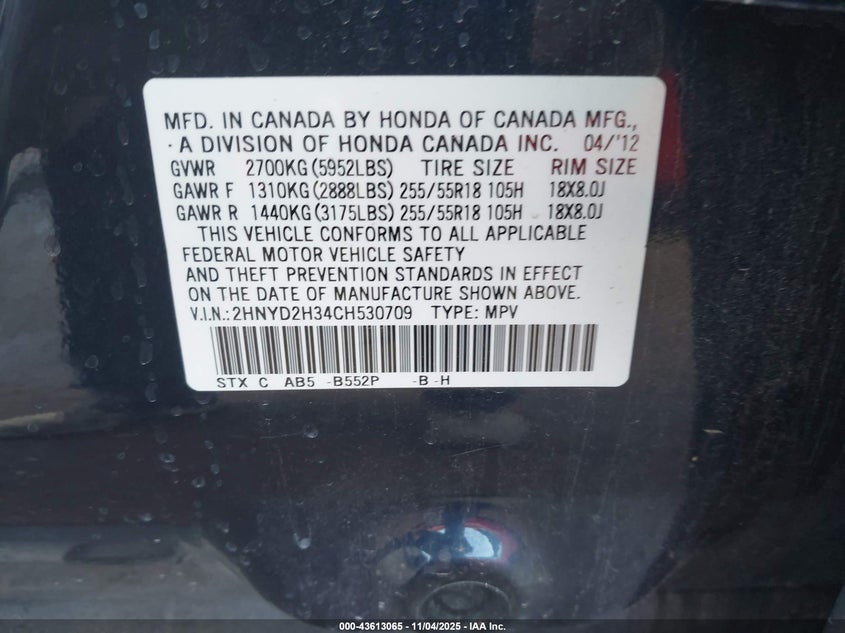 MFD. IN CANADA BY HONDA OF CANADA MFG.,
A DIVISION OF HONDA CANADA INC. 04/'12
GVWR 2700KG (5952LBS) TIRE SIZE RIM SIZE
GAWR F 1310KG (2888LBS) 255/55R18 105H 18X8.0J
GAWR R 1440KG (3175LBS) 255/55R18 105H 18X8.0J
THIS VEHICLE CONFORMS TO ALL APPLICABLE
FEDERAL MOTOR VEHICLE SAFETY
AND THEFT PREVENTION STANDARDS IN EFFECT
ON THE DATE OF MANUFACTURE SHOWN ABOVE.
V.I.N.:2HNYD2H34CH530709 TYPE: MPV
STX C AB5 -B552P -B -H
000-43613065 - 11/04/2025 - IAA Inc.